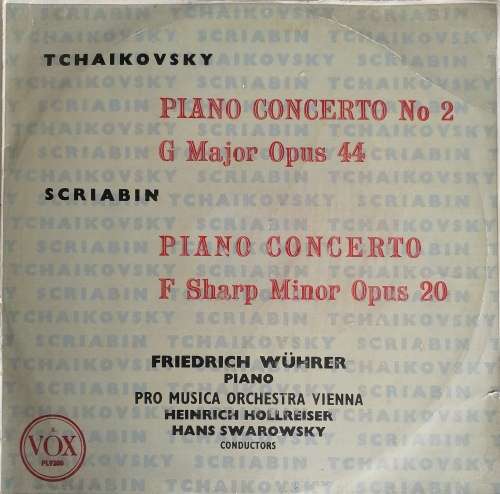 TCHAIKOVSKY
PIANO CONCERTO No 2
G Major Opus 44
SCRIABIN
PIANO CONCERTO
F Sharp Minor Opus 20
FRIEDRICH WÜHRER
PIANO
PRO MUSICA ORCHESTRA VIENNA
HEINRICH HOLLREISER
HANS SWAROWSKY
CONDUCTORS
VOX